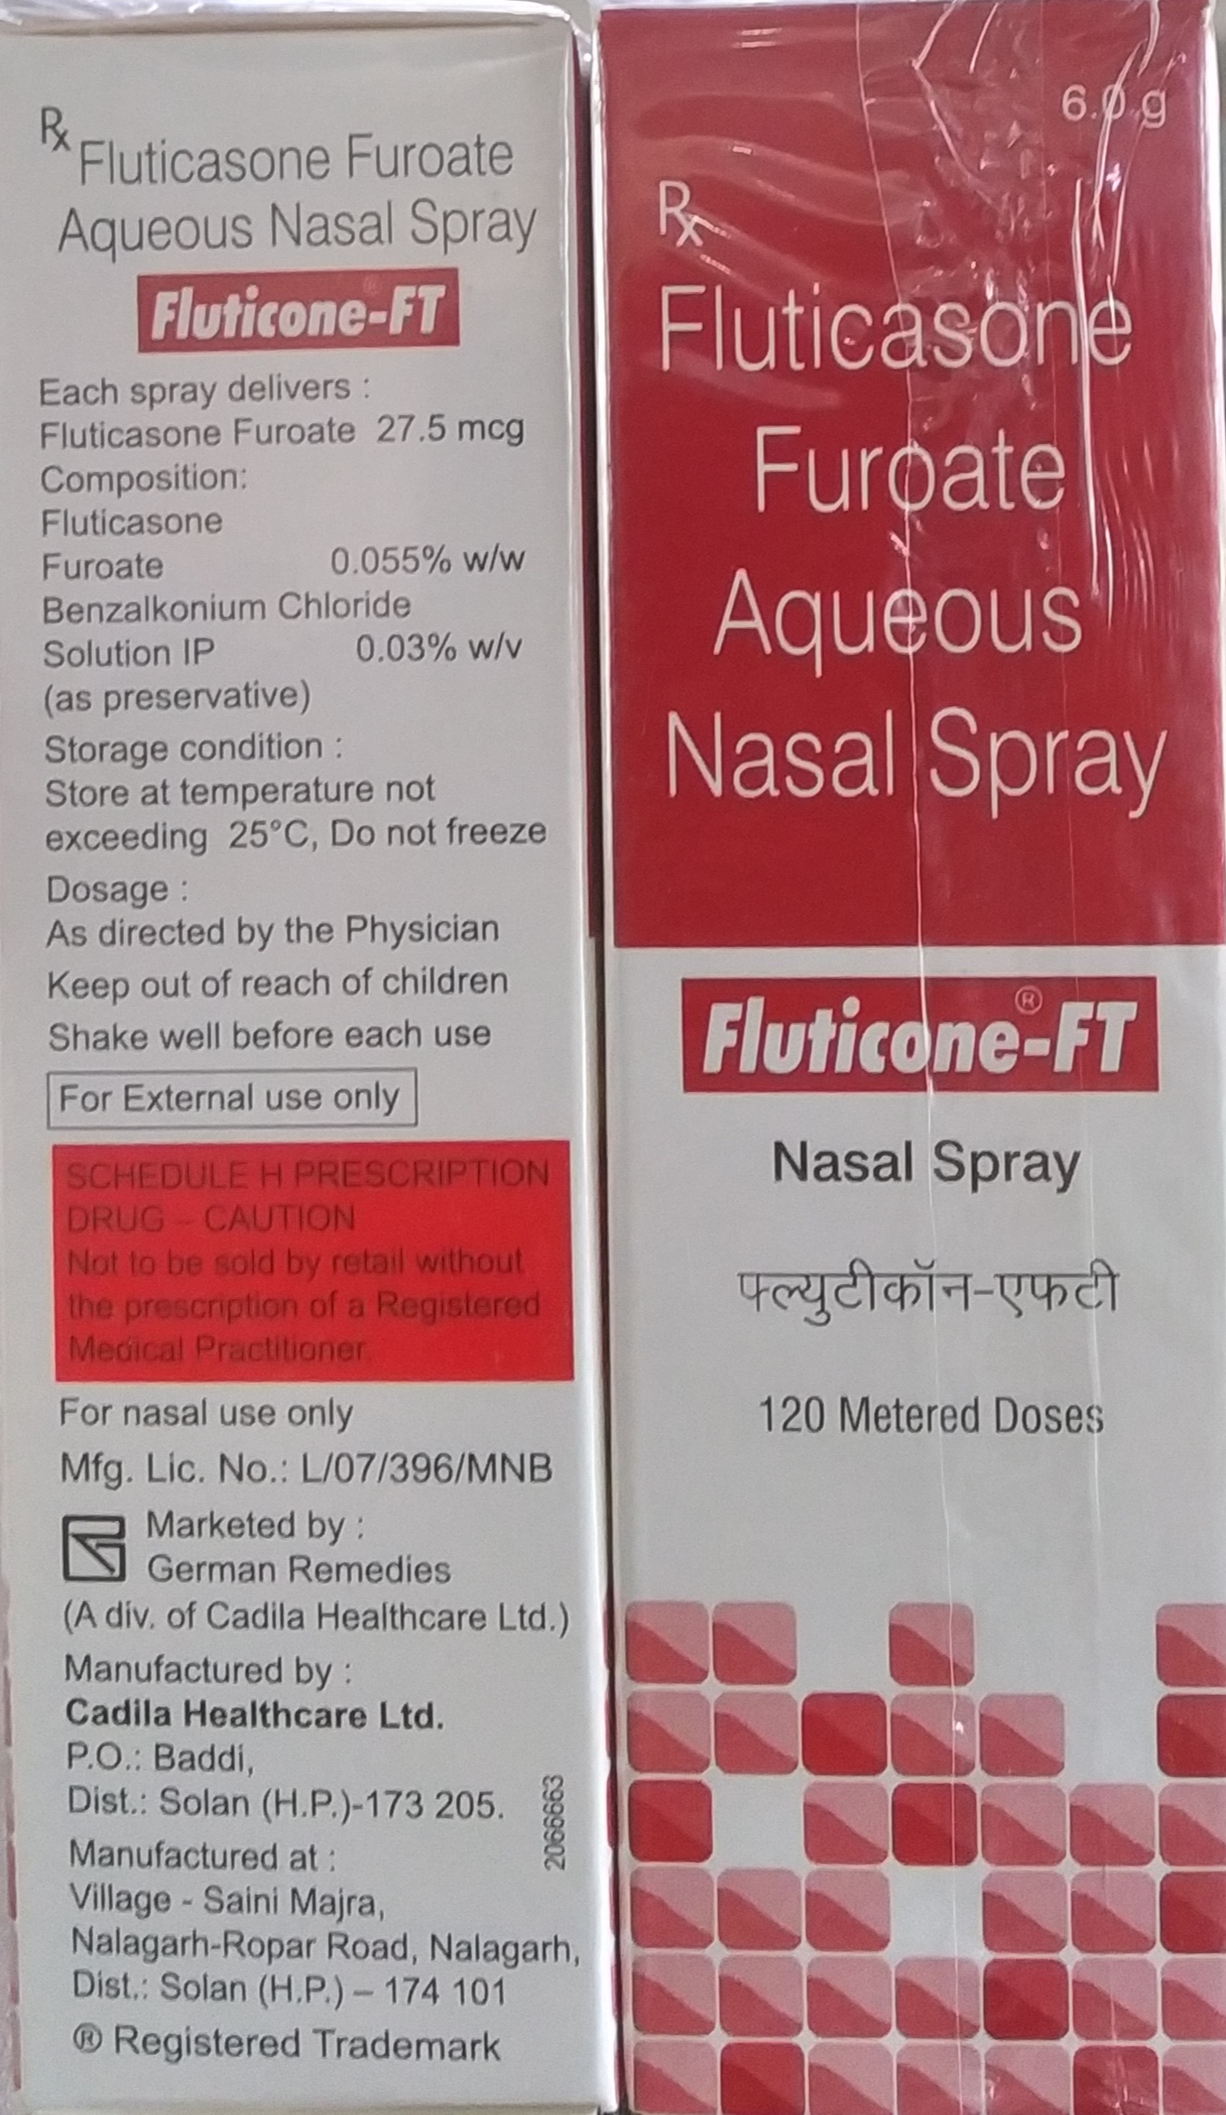 Rx Fluticasone Furoate
Aqueous Nasal Spray
Fluticone-FT
Each spray delivers :
Fluticasone Furoate 27.5 mcg
Composition:
Fluticasone
Furoate 0.055% w/w
Benzalkonium Chloride
Solution IP 0.03% w/v
(as preservative)
Storage condition :
Store at temperature not
exceeding 25°C, Do not freeze
Dosage :
As directed by the Physician
Keep out of reach of children
Shake well before each use
For External use only
SCHEDULE H PRESCRIPTION
DRUG – CAUTION
Not to be sold by retail without
the prescription of a Registered
Medical Practitioner.
For nasal use only
Mfg. Lic. No.: L/07/396/MNB
Marketed by :
German Remedies
(A div. of Cadila Healthcare Ltd.)
Manufactured by :
Cadila Healthcare Ltd.
P.O.: Baddi,
Dist.: Solan (H.P.)-173 205.
Manufactured at :
Village - Saini Majra,
Nalagarh-Ropar Road, Nalagarh,
Dist.: Solan (H.P.) – 174 101
® Registered Trademark
2066663
6.0 g
Rx
Fluticasone
Furoate
Aqueous
Nasal Spray
Fluticone®-FT
Nasal Spray
फ्ल्युटीकॉन-एफटी
120 Metered Doses